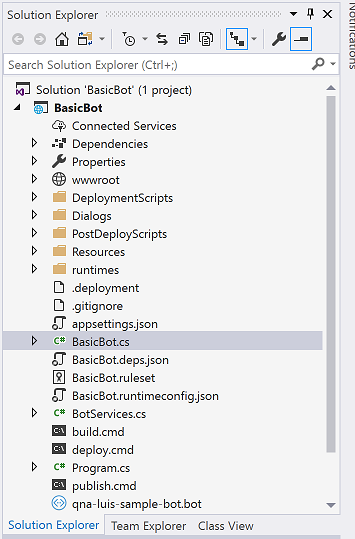 Solution Explorer
Search Solution Explorer (Ctrl+;)
Solution 'BasicBot' (1 project)
BasicBot
Connected Services
Dependencies
Properties
wwwroot
DeploymentScripts
Dialogs
PostDeployScripts
Resources
runtimes
.deployment
.gitignore
appsettings.json
C# BasicBot.cs
BasicBot.deps.json
BasicBot.ruleset
BasicBot.runtimeconfig.json
C# BotServices.cs
C:\ build.cmd
C:\ deploy.cmd
C# Program.cs
C:\ publish.cmd
qna-luis-sample-bot.bot
Solution Explorer Team Explorer Class View
Notifications